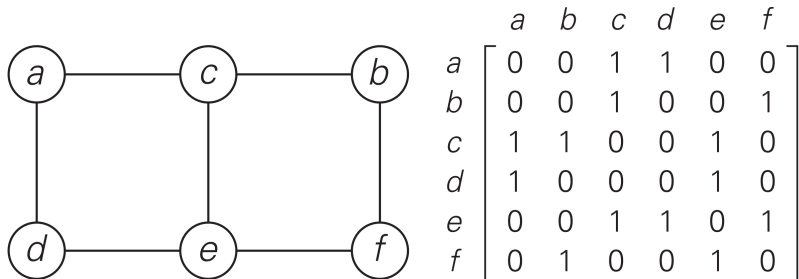 a c b
d e f
a b c d e f
a 0 0 1 1 0 0
b 0 0 1 0 0 1
c 1 1 0 0 1 0
d 1 0 0 0 1 0
e 0 0 1 1 0 1
f 0 1 0 0 1 0